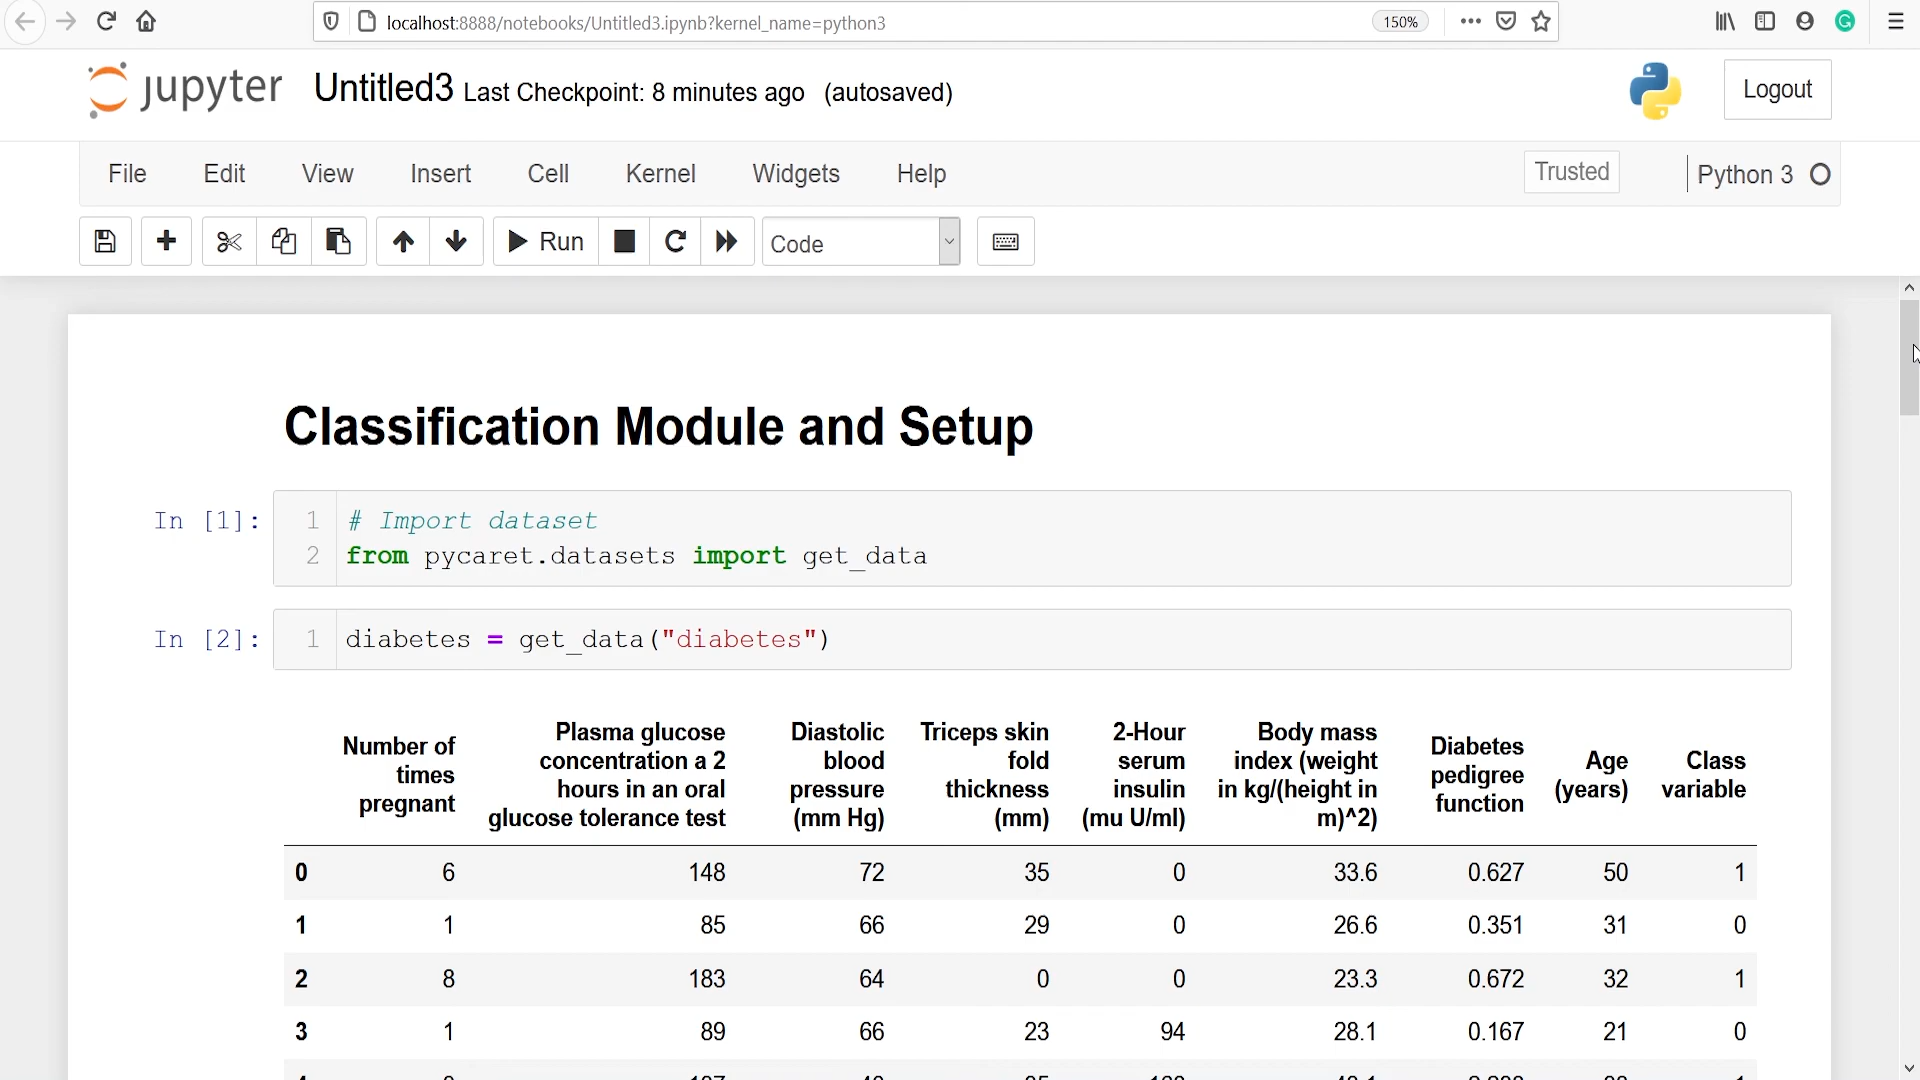 localhost:8888/notebooks/Untitled3.ipynb?kernel_name=python3 150%
jupyter Untitled3 Last Checkpoint: 8 minutes ago (autosaved) Logout
File Edit View Insert Cell Kernel Widgets Help Trusted Python 3
Run Code
Classification Module and Setup
In [1]: 1 # Import dataset
2 from pycaret.datasets import get_data
In [2]: 1 diabetes = get_data("diabetes")
Number of times pregnant Plasma glucose concentration a 2 hours in an oral glucose tolerance test Diastolic blood pressure (mm Hg) Triceps skin fold thickness (mm) 2-Hour serum insulin (mu U/ml) Body mass index (weight in kg/(height in m)^2) Diabetes pedigree function Age (years) Class variable
0 6 148 72 35 0 33.6 0.627 50 1
1 1 85 66 29 0 26.6 0.351 31 0
2 8 183 64 0 0 23.3 0.672 32 1
3 1 89 66 23 94 28.1 0.167 21 0